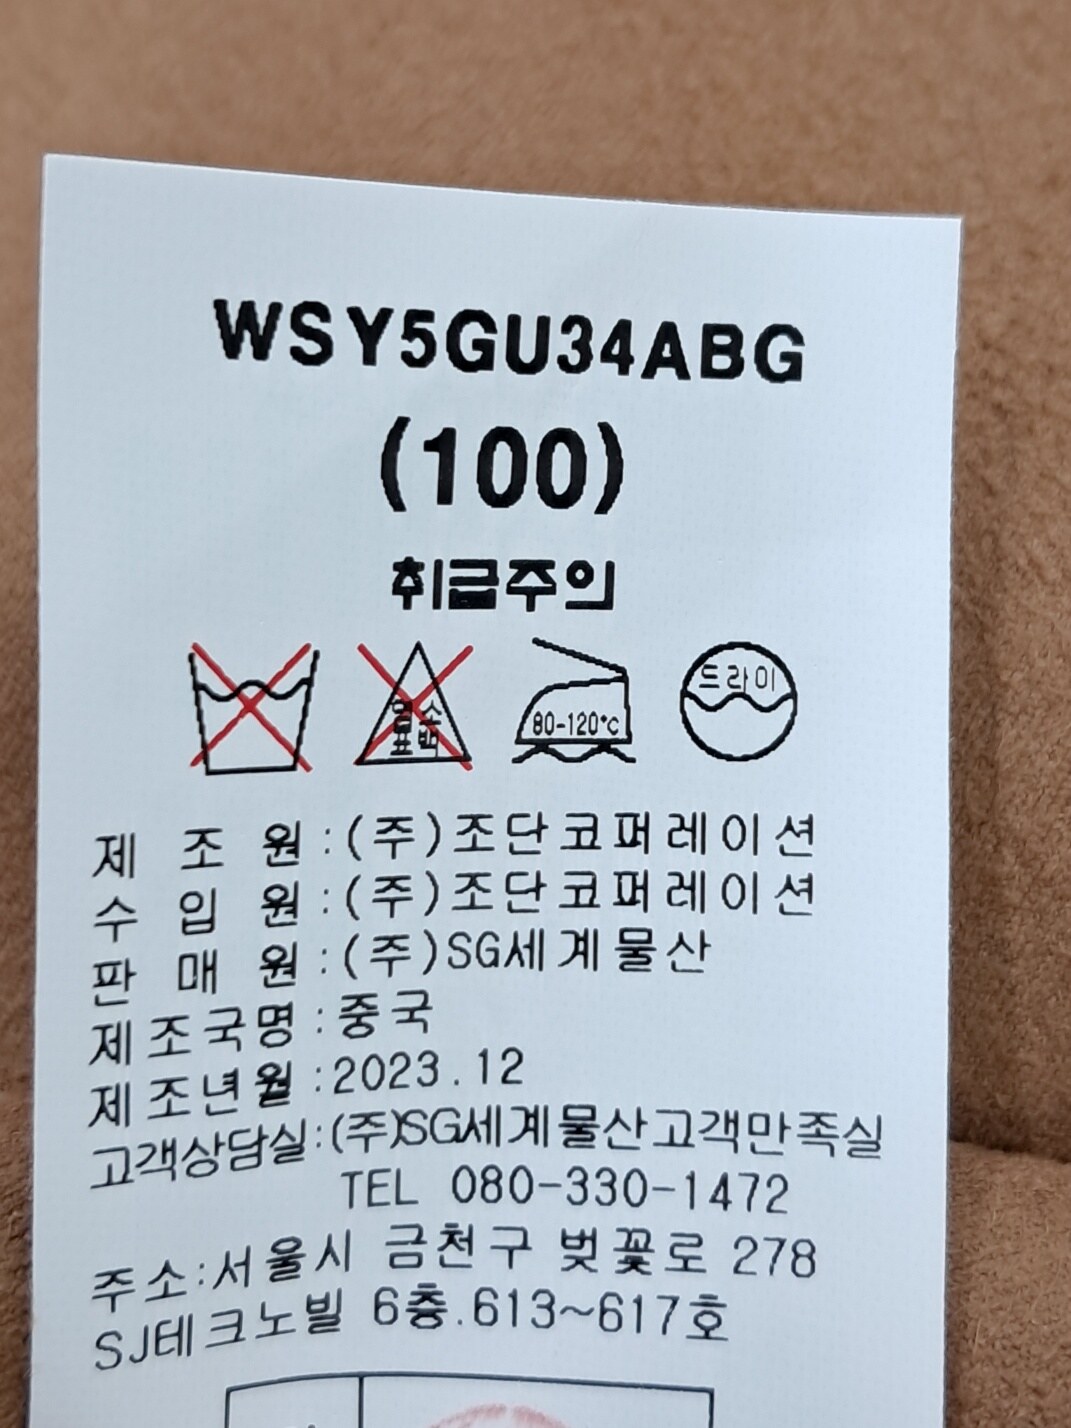 WSY5GU34ABG
(100)
취급주의
염소
표백
80-120°C
드라이
제 조 원:(주)조단코퍼레이션
수 입 원:(주)조단코퍼레이션
판 매 원:(주)SG세계물산
제조국명:중국
제조년월:2023.12
고객상담실:(주)SG세계물산고객만족실
TEL 080-330-1472
주소:서울시 금천구 벚꽃로 278
SJ테크노빌 6층.613~617호